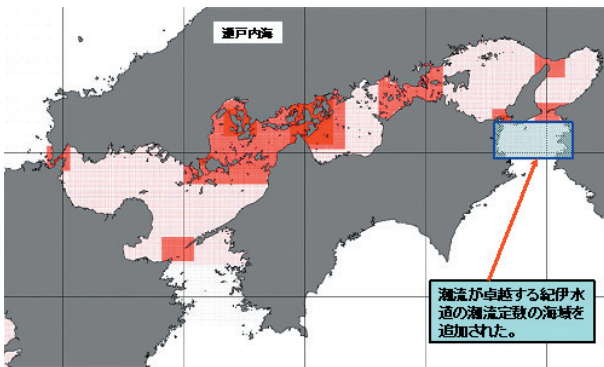 瀬戸内海
潮流が卓越する紀伊水
道の潮流定数の海域を
追加された。